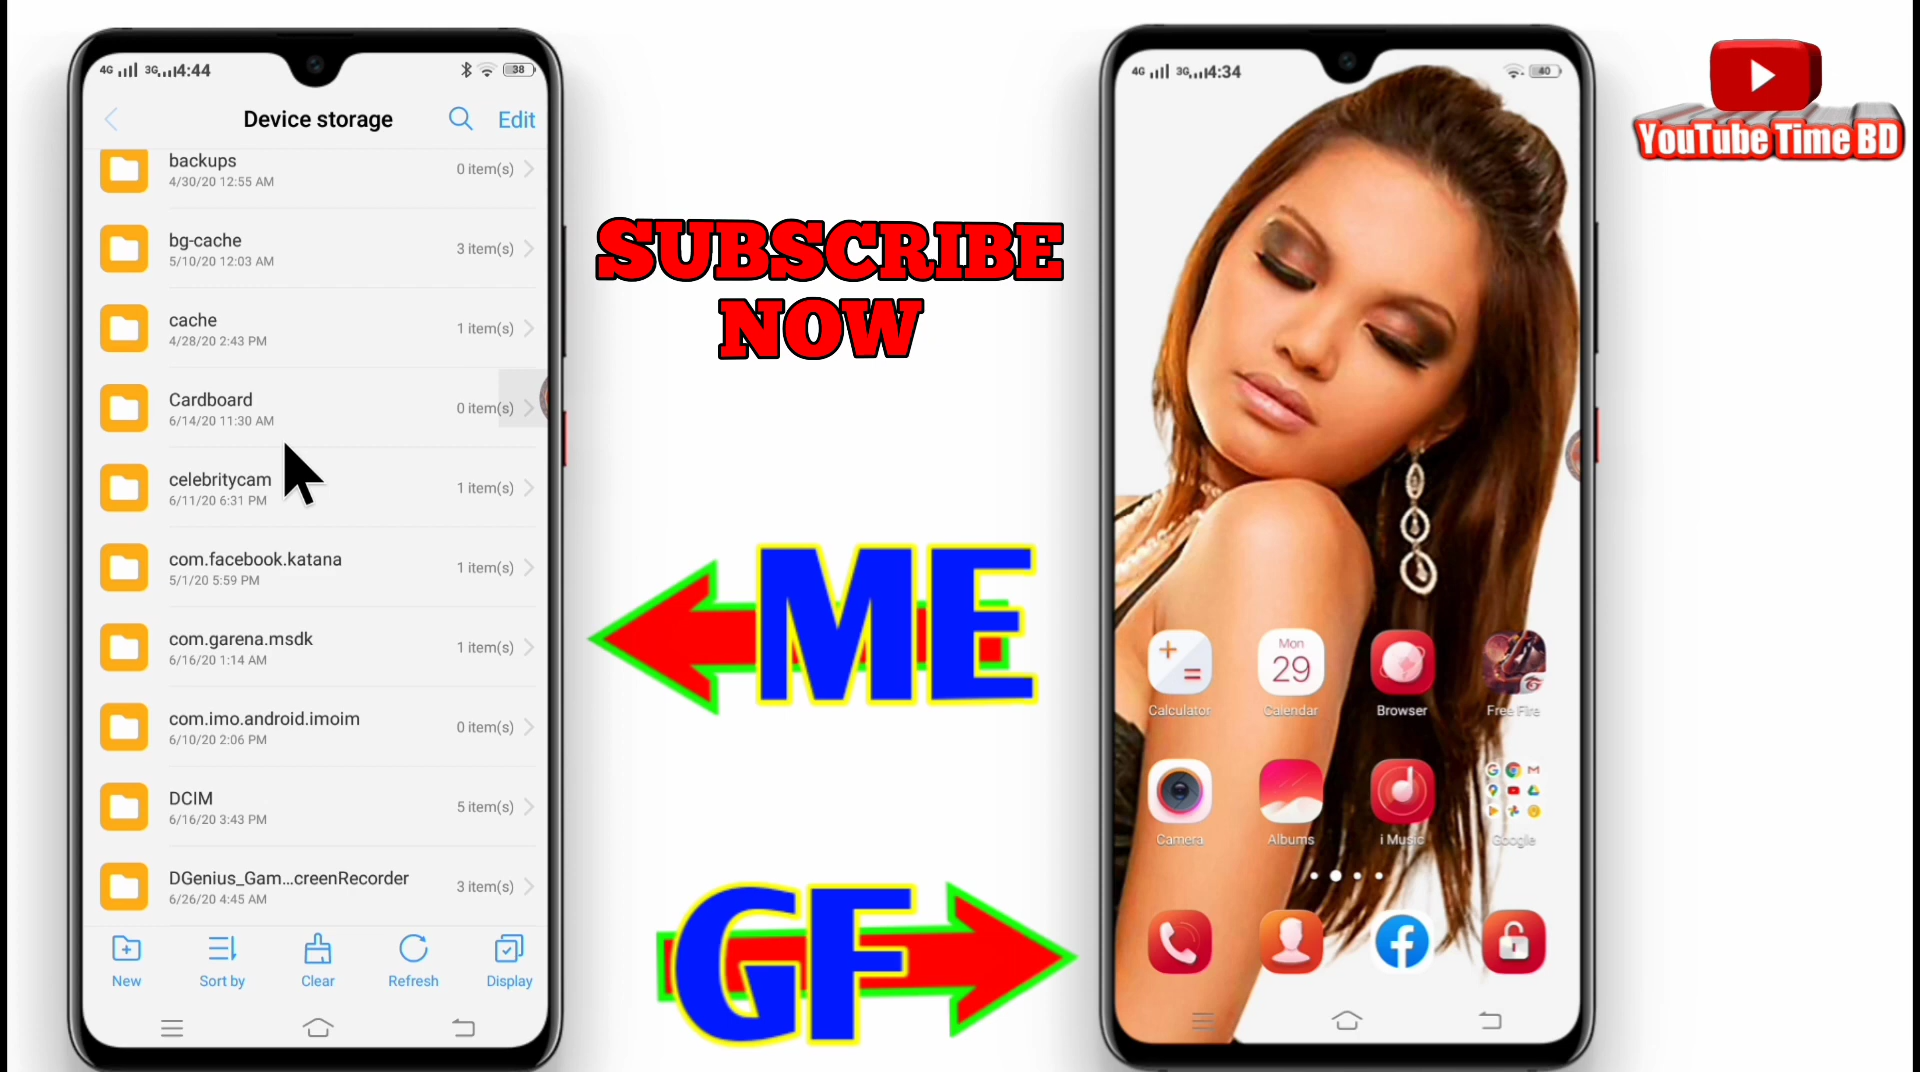 4G 3G 4:44 38
Device storage
Edit
backups
4/30/20 12:55 AM
0 item(s)
bg-cache
5/10/20 12:03 AM
3 item(s)
cache
4/28/20 2:43 PM
1 item(s)
Cardboard
6/14/20 11:30 AM
0 item(s)
celebritycam
6/11/20 6:31 PM
1 item(s)
com.facebook.katana
5/1/20 5:59 PM
1 item(s)
com.garena.msdk
6/16/20 1:14 AM
1 item(s)
com.imo.android.imoim
6/10/20 2:06 PM
0 item(s)
DCIM
6/16/20 3:43 PM
5 item(s)
DGenius_Gam...creenRecorder
6/26/20 4:45 AM
3 item(s)
New Sort by Clear Refresh Display
SUBSCRIBE
NOW
ME
GF
4G 3G 4:34 40
Mon
29
Calculator Calendar Browser Free Fire
Camera Albums i Music Google
YouTube Time BD